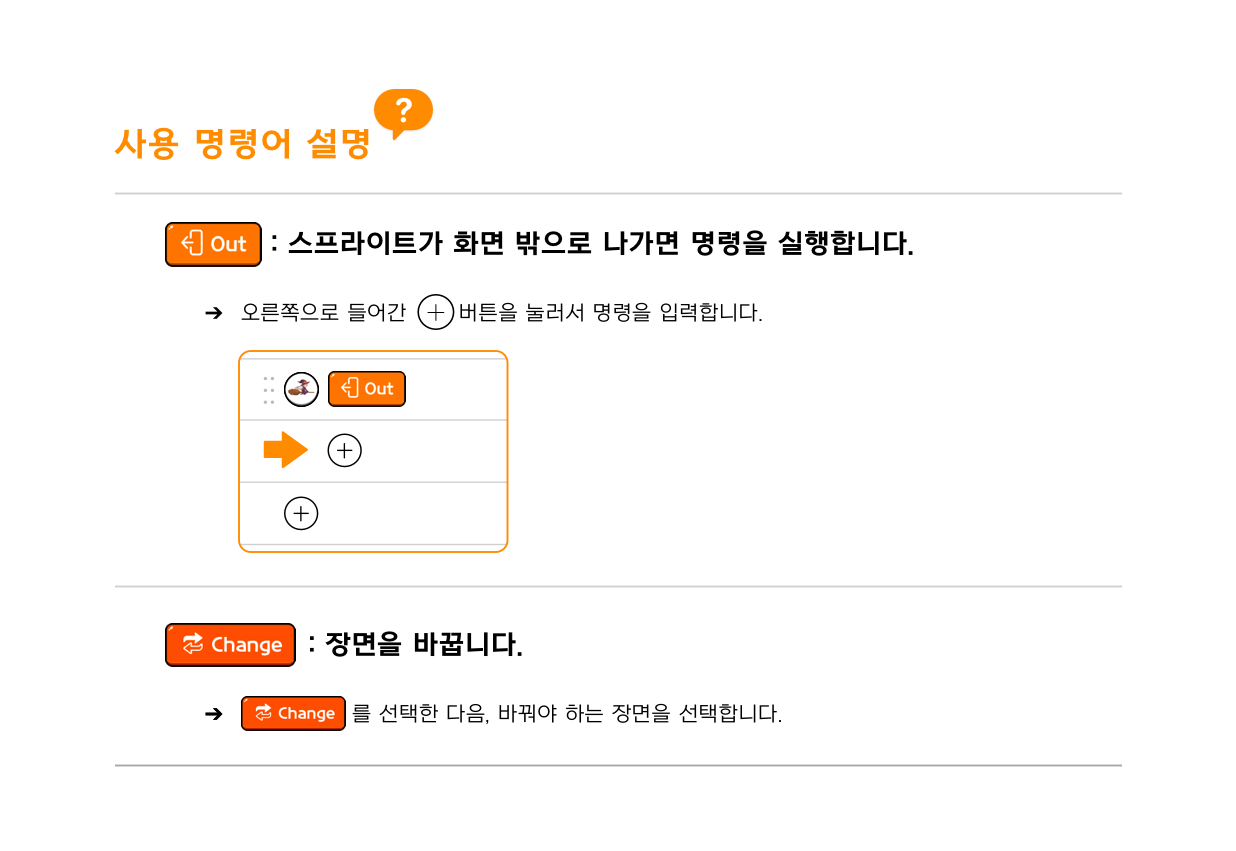 사용 명령어 설명 ?
Out : 스프라이트가 화면 밖으로 나가면 명령을 실행합니다.
➔ 오른쪽으로 들어간 + 버튼을 눌러서 명령을 입력합니다.
Out
+
+
Change : 장면을 바꿉니다.
➔ Change 를 선택한 다음, 바꿔야 하는 장면을 선택합니다.